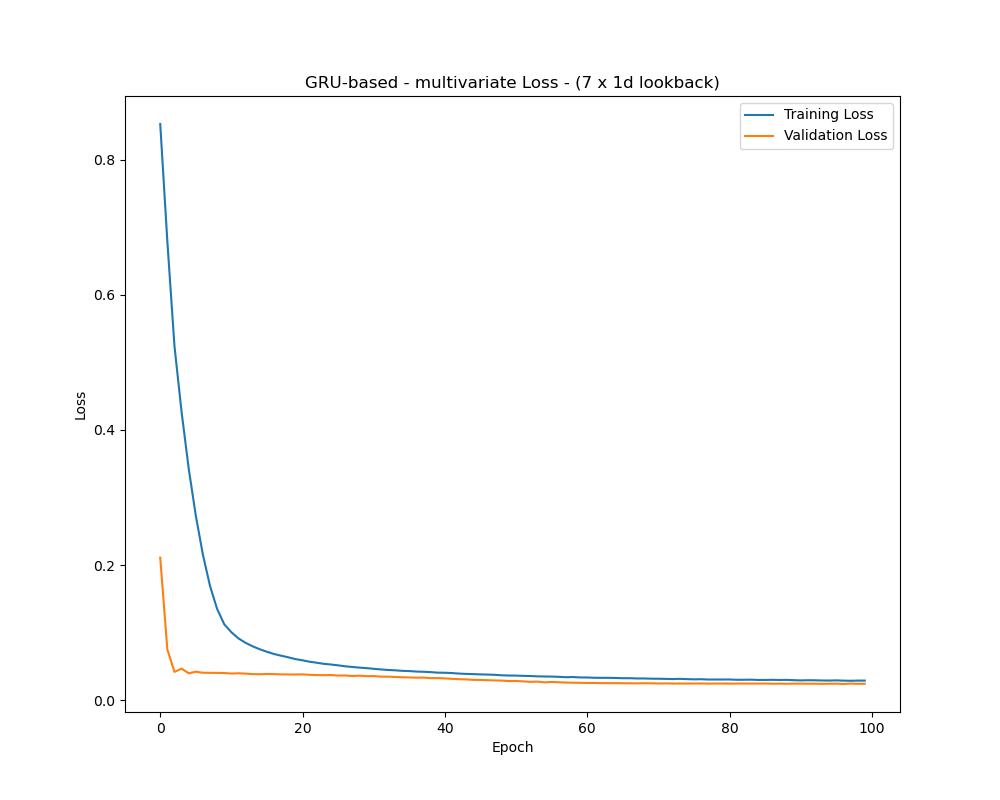 GRU-based - multivariate Loss - (7 x 1d lookback)
Training Loss
Validation Loss
0.8
0.6
0.4
0.2
0.0
Loss
0
20
40
60
80
100
Epoch